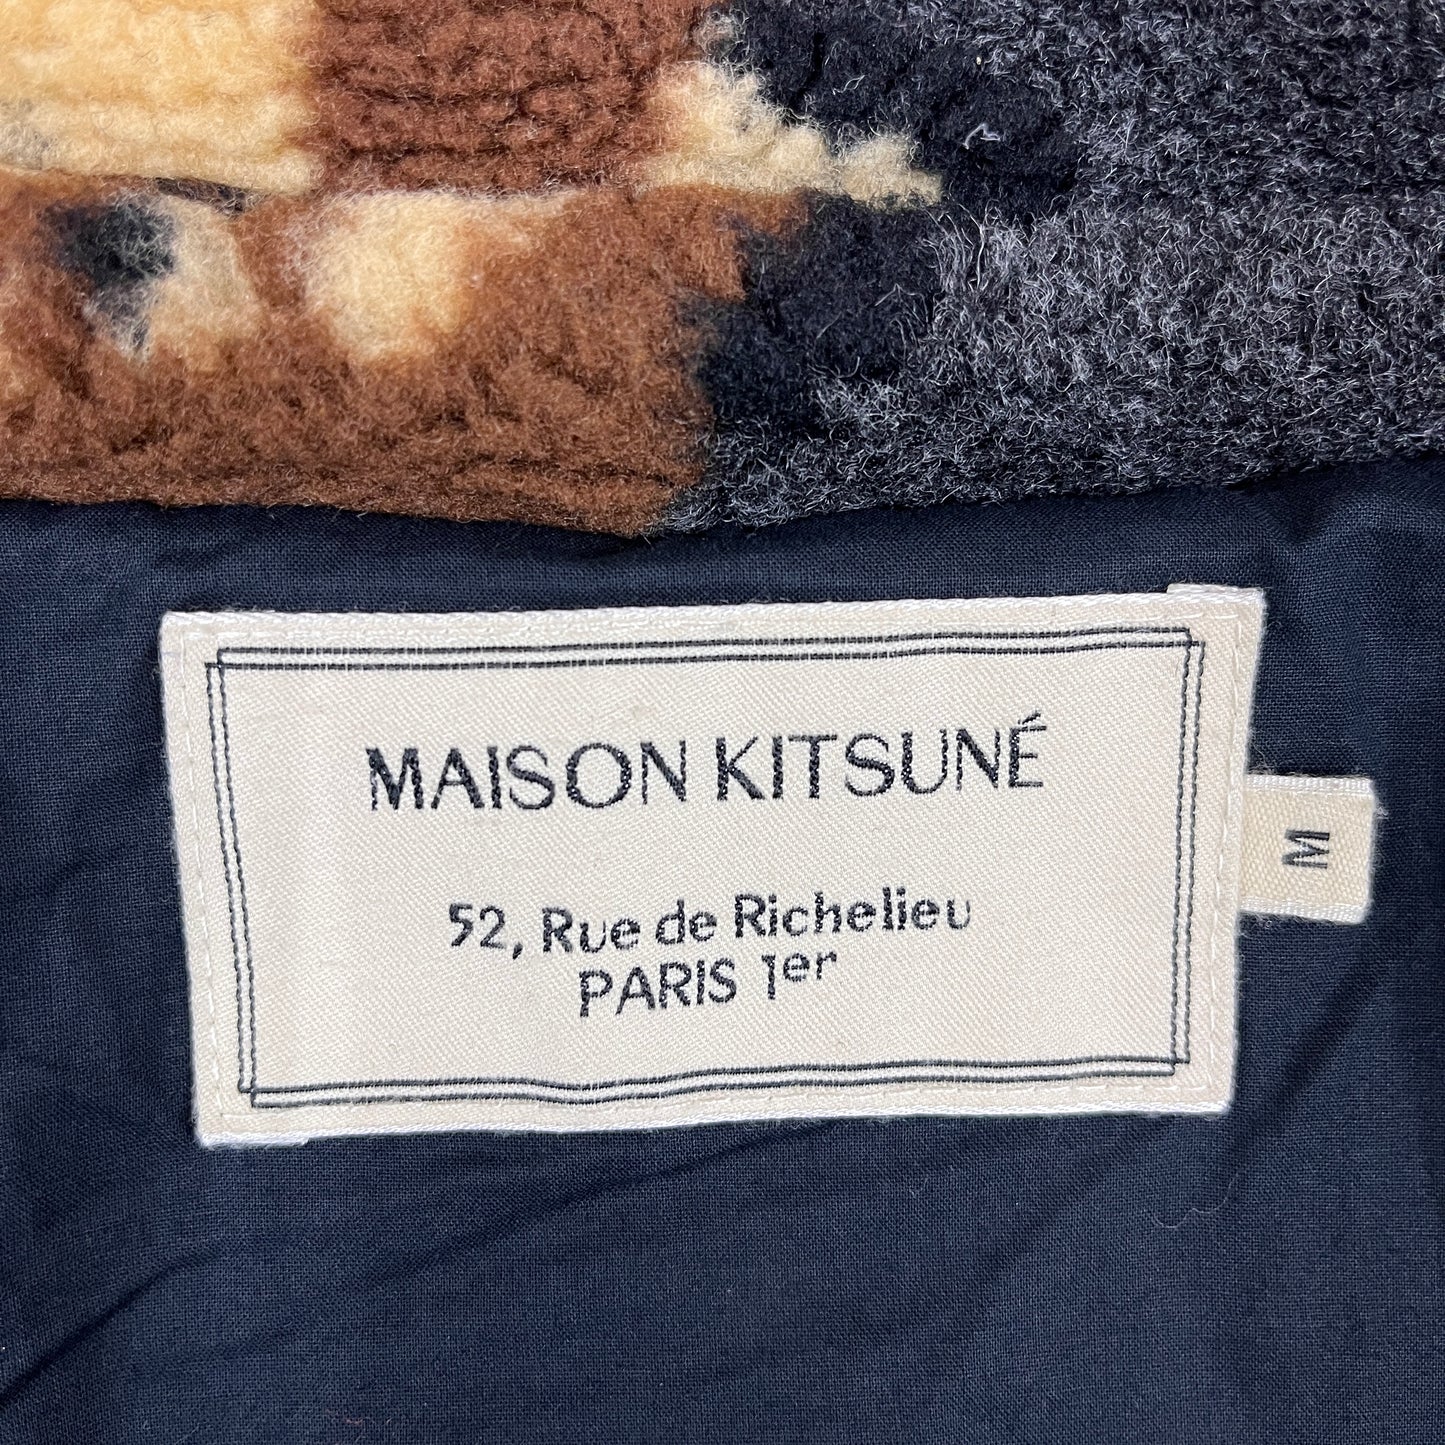 MAISON KITSUNÉ
52, Rue de Richelieu
PARIS 1er
M